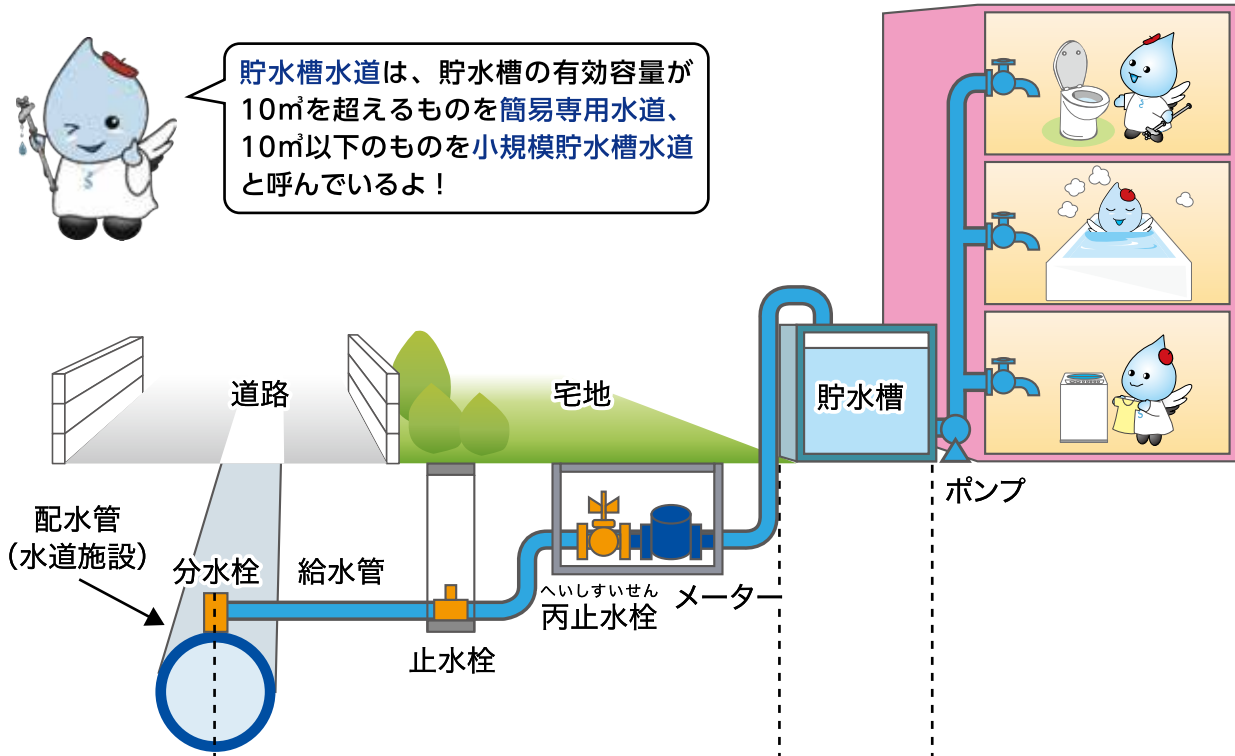 貯水槽水道は、貯水槽の有効容量が
10㎥を超えるものを簡易専用水道、
10㎥以下のものを小規模貯水槽水道
と呼んでいるよ！
道路
宅地
貯水槽
ポンプ
配水管
（水道施設）
分水栓
給水管
止水栓
へいしすいせん
丙止水栓
メーター